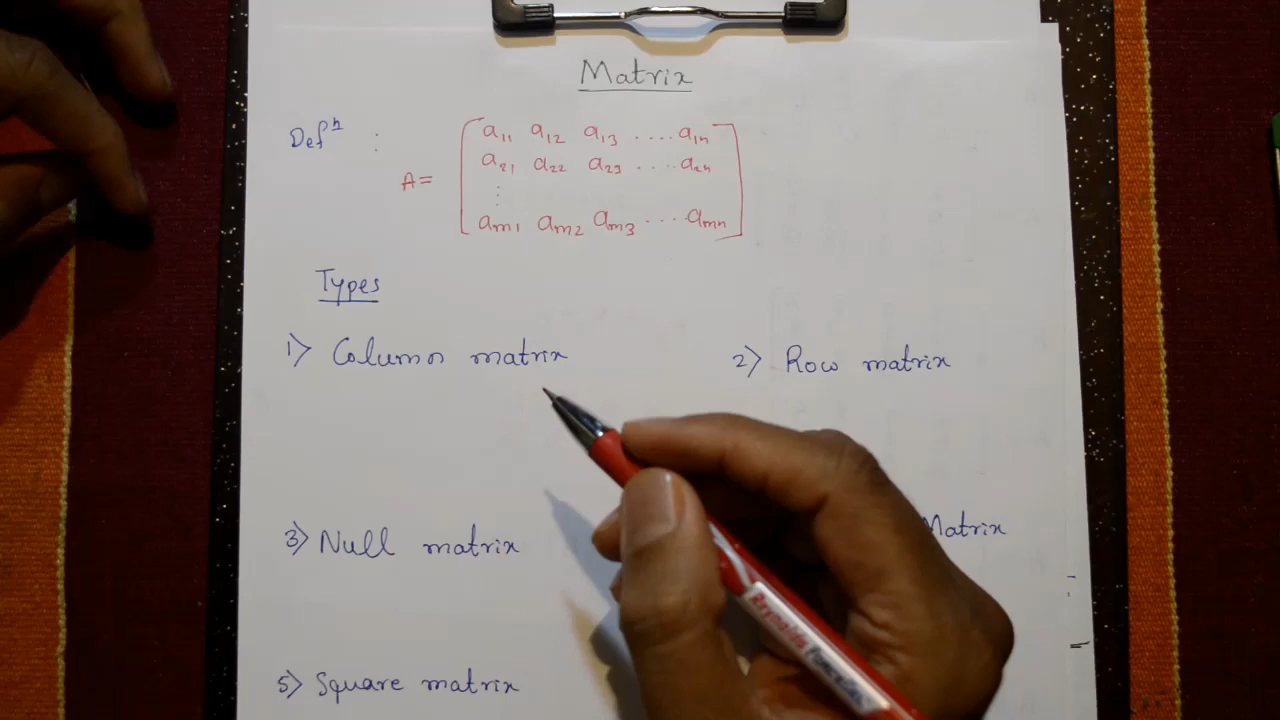 Matrix
Defⁿ :
a₁₁ a₁₂ a₁₃ ....a₁ₙ
a₂₁ a₂₂ a₂₃ ....a₂ₙ
A=
⋮
aₘ₁ aₘ₂ aₘ₃ ...aₘₙ
Types
1) Column matrix
2) Row matrix
3) Null matrix
Matrix
5) Square matrix
Reynolds